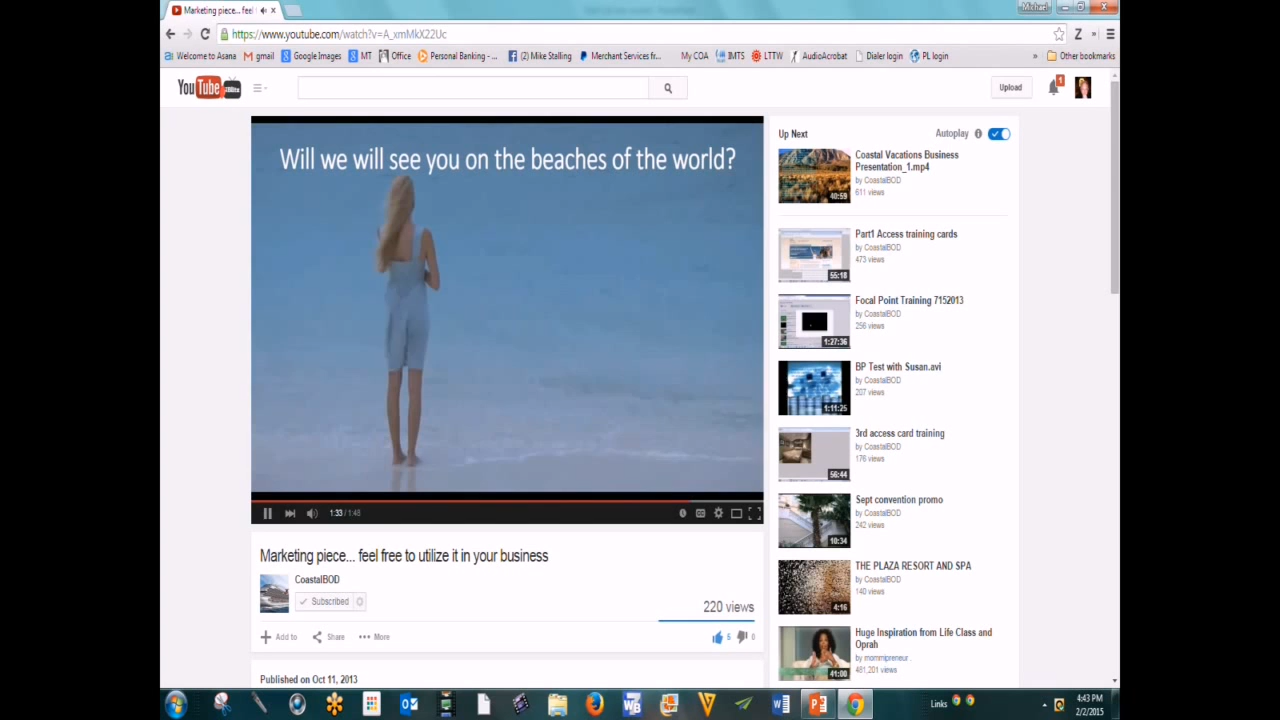 Marketing piece... feel f
Michael
https://www.youtube.com/watch?v=A_xmMkX22Uc
Welcome to Asana
gmail
Google Images
MT
Office
Personal Banking - ...
(2) Mike Stalling
Merchant Services fr...
My COA
IMTS
LTTW
AudioAcrobat
Dialer login
PL login
»
Other bookmarks
YouTube
Upload
1
Will we will see you on the beaches of the world?
1:33 / 1:48
Marketing piece... feel free to utilize it in your business
CoastalBOD
Subscribed
220 views
Add to
Share
More
5
0
Published on Oct 11, 2013
Up Next
Autoplay
Coastal Vacations Business
Presentation_1.mp4
by CoastalBOD
611 views
40:59
Part1 Access training cards
by CoastalBOD
473 views
55:18
Focal Point Training 7152013
by CoastalBOD
256 views
1:27:36
BP Test with Susan.avi
by CoastalBOD
207 views
1:11:25
3rd access card training
by CoastalBOD
176 views
56:44
Sept convention promo
by CoastalBOD
242 views
10:34
THE PLAZA RESORT AND SPA
by CoastalBOD
140 views
4:16
Huge Inspiration from Life Class and
Oprah
by mommipreneur .
481,201 views
41:00
Links
4:43 PM
2/2/2015